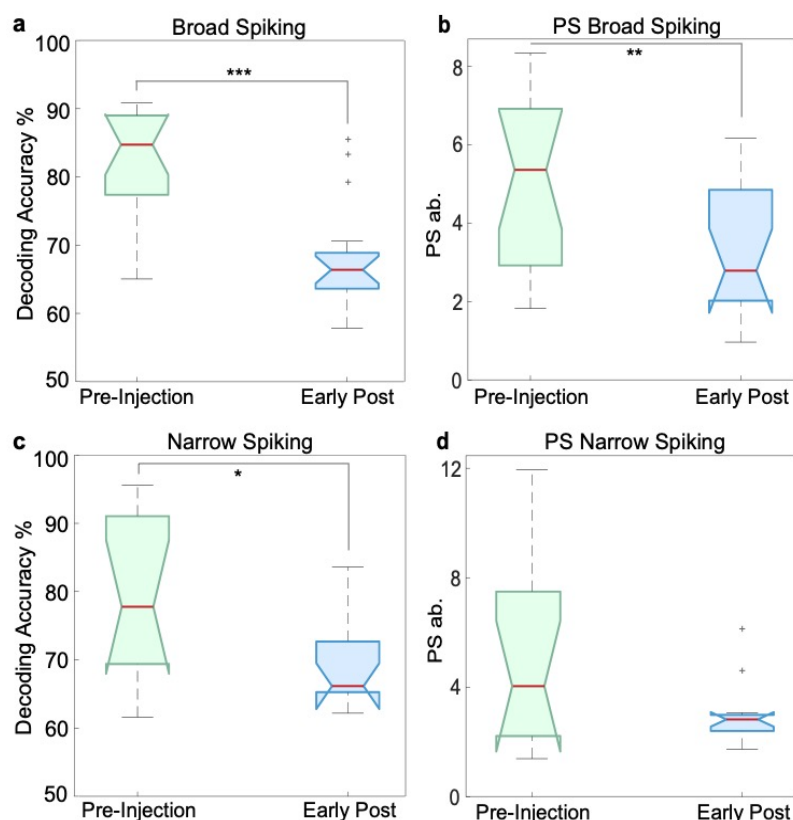 a
Broad Spiking
100
90
80
70
60
50
Decoding Accuracy %
***
Pre-Injection
Early Post
b
PS Broad Spiking
8
6
4
2
0
PS ab.
**
Pre-Injection
Early Post
c
Narrow Spiking
100
90
80
70
60
50
Decoding Accuracy %
*
Pre-Injection
Early Post
d
PS Narrow Spiking
12
8
4
0
PS ab.
Pre-Injection
Early Post